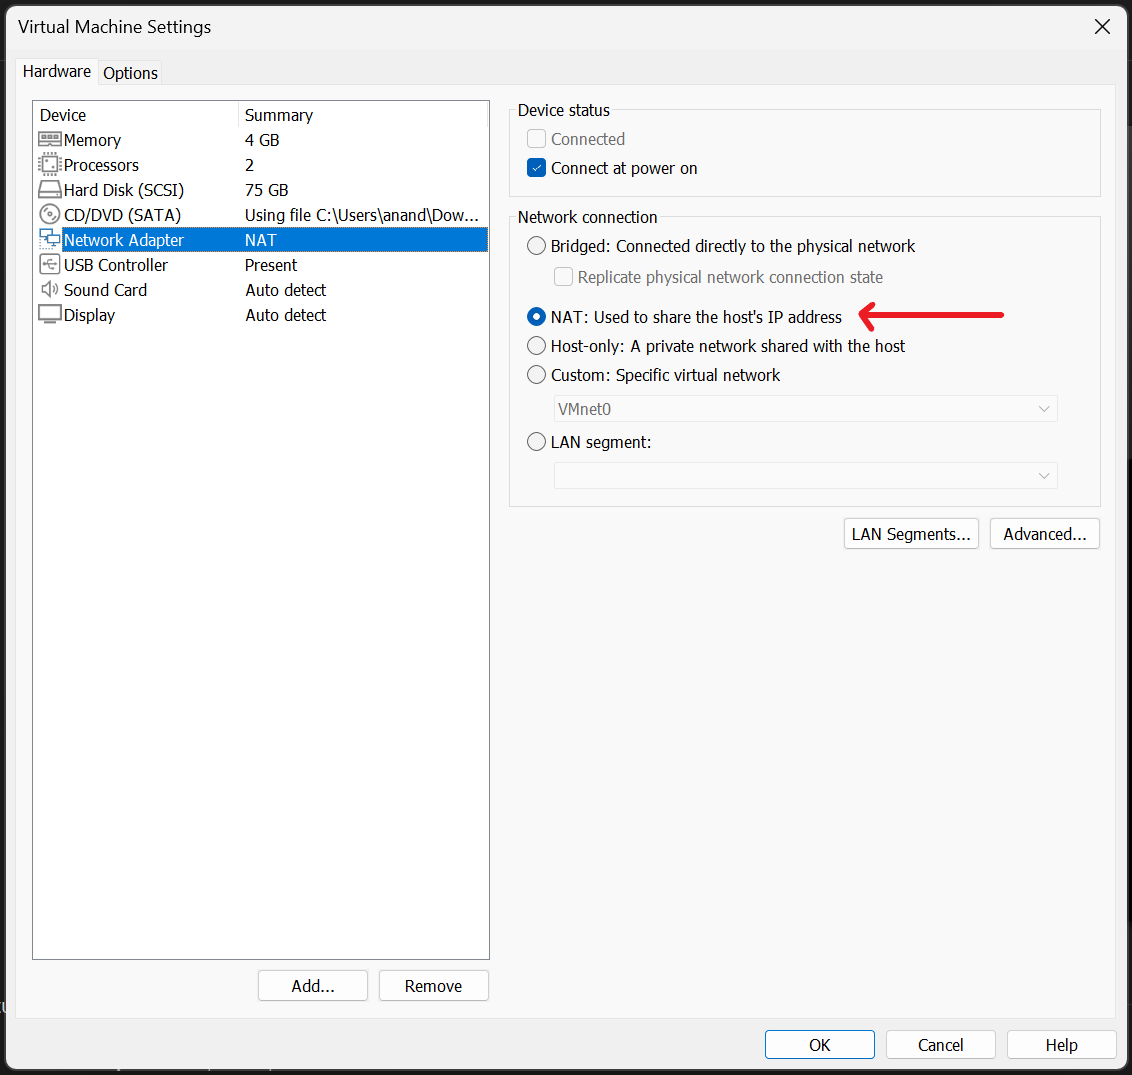 Virtual Machine Settings
Hardware Options
Device Summary
Memory 4 GB
Processors 2
Hard Disk (SCSI) 75 GB
CD/DVD (SATA) Using file C:\Users\anand\Dow...
Network Adapter NAT
USB Controller Present
Sound Card Auto detect
Display Auto detect
Add... Remove
Device status
Connected
Connect at power on
Network connection
Bridged: Connected directly to the physical network
Replicate physical network connection state
NAT: Used to share the host's IP address
Host-only: A private network shared with the host
Custom: Specific virtual network
VMnet0
LAN segment:
LAN Segments... Advanced...
OK Cancel Help